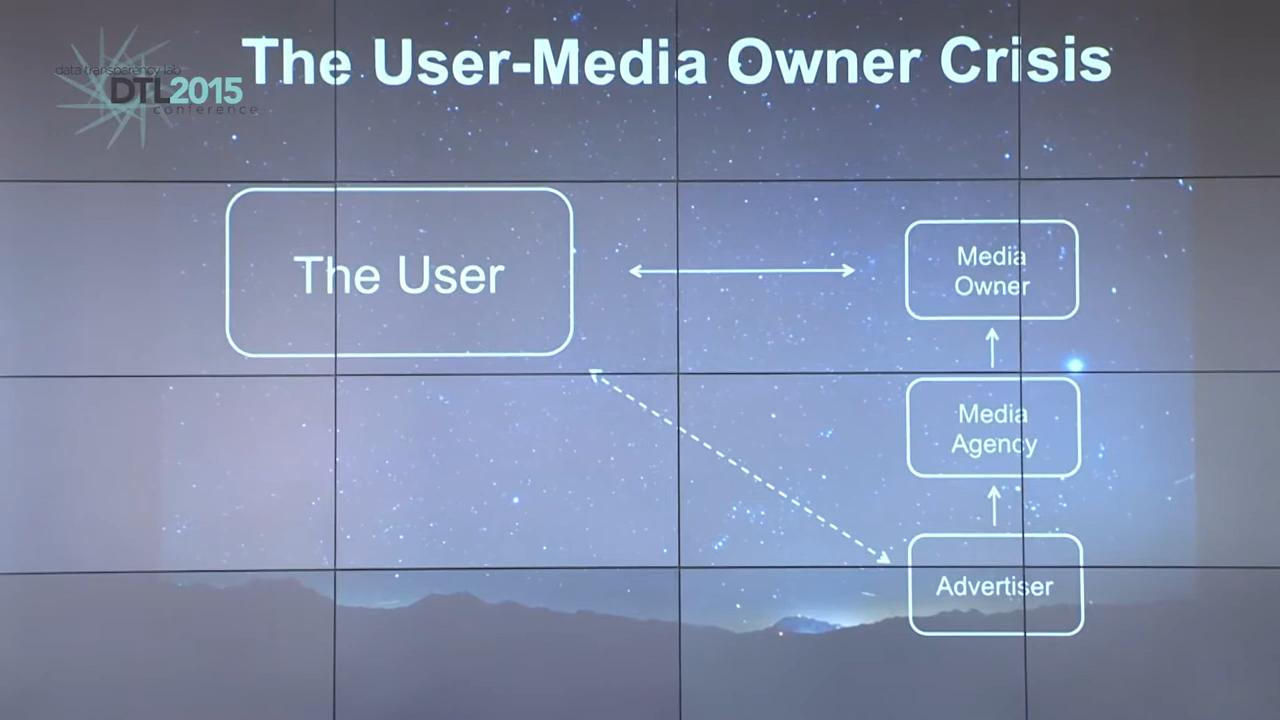 The User-Media Owner Crisis
data transparency lab
DTL2015
conference
The User
Media
Owner
Media
Agency
Advertiser